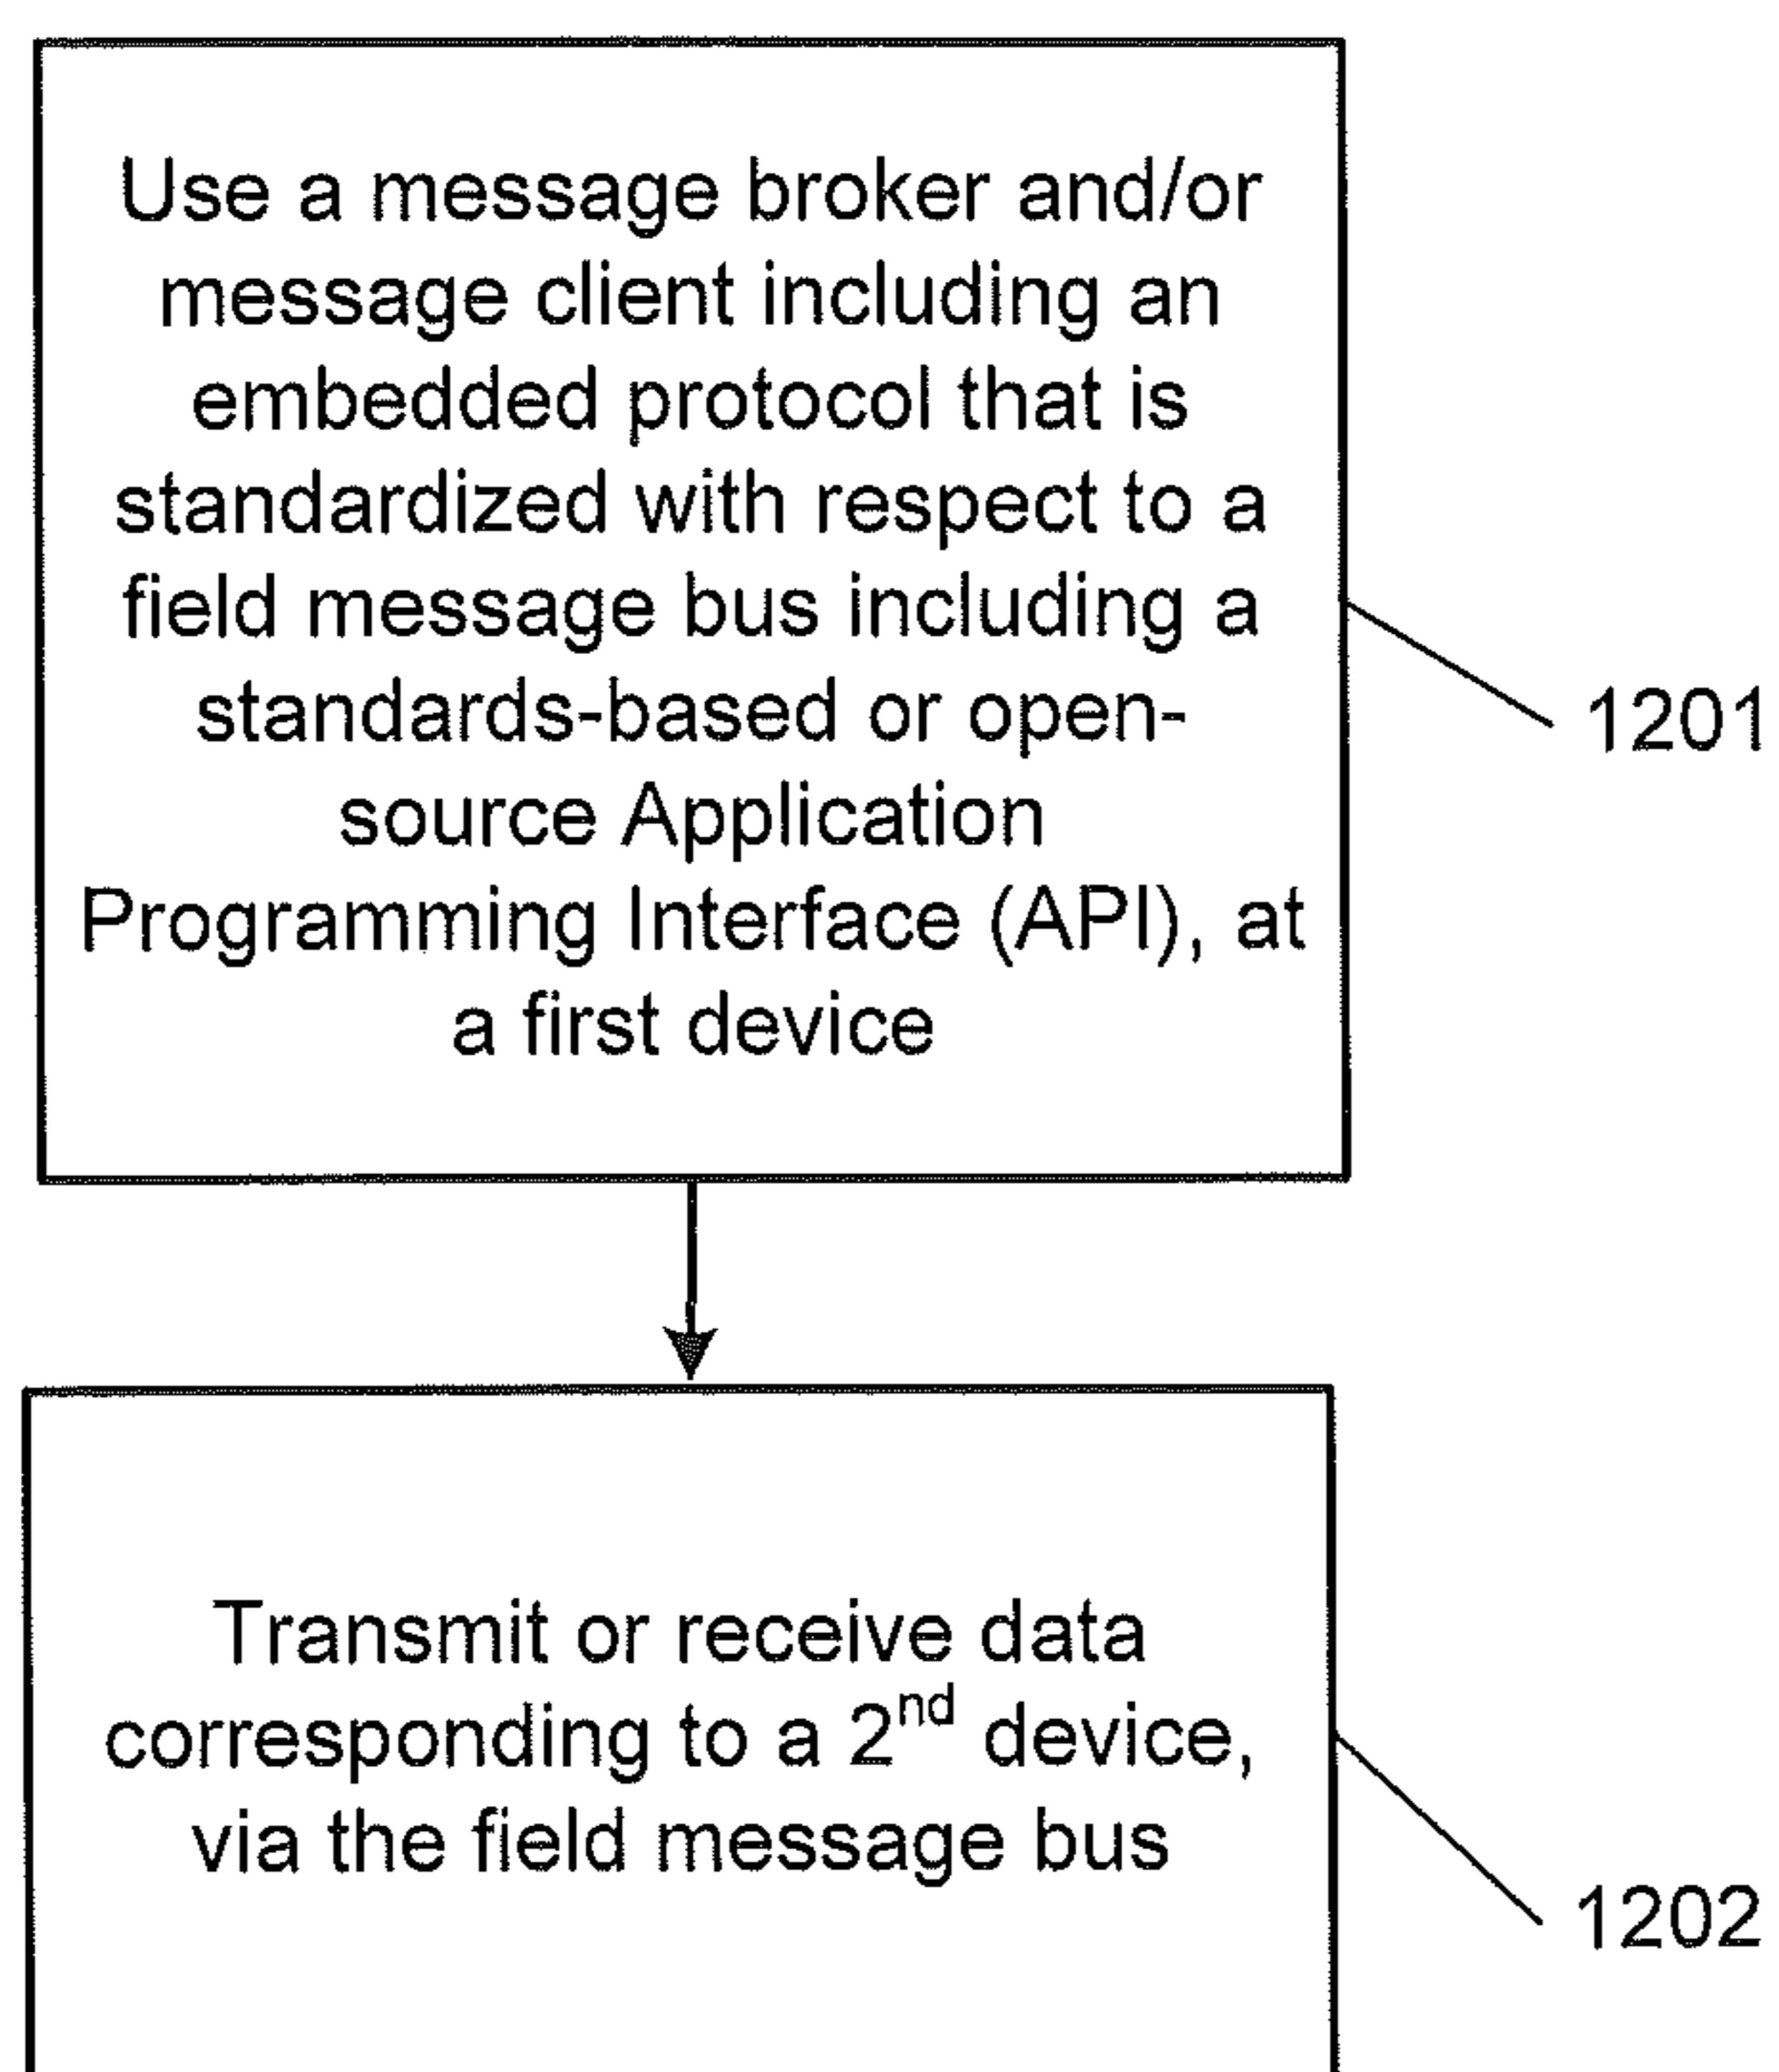 Use a message broker and/or
message client including an
embedded protocol that is
standardized with respect to a
field message bus including a
standards-based or open-
source Application
Programming Interface (API), at
a first device
1201
Transmit or receive data
corresponding to a 2nd device,
via the field message bus
1202